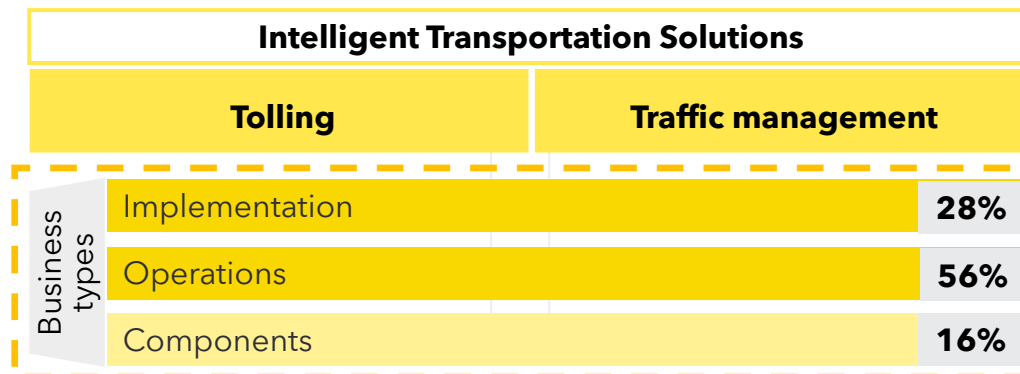 Intelligent Transportation Solutions
Tolling
Traffic management
Business
types
Implementation
28%
Operations
56%
Components
16%